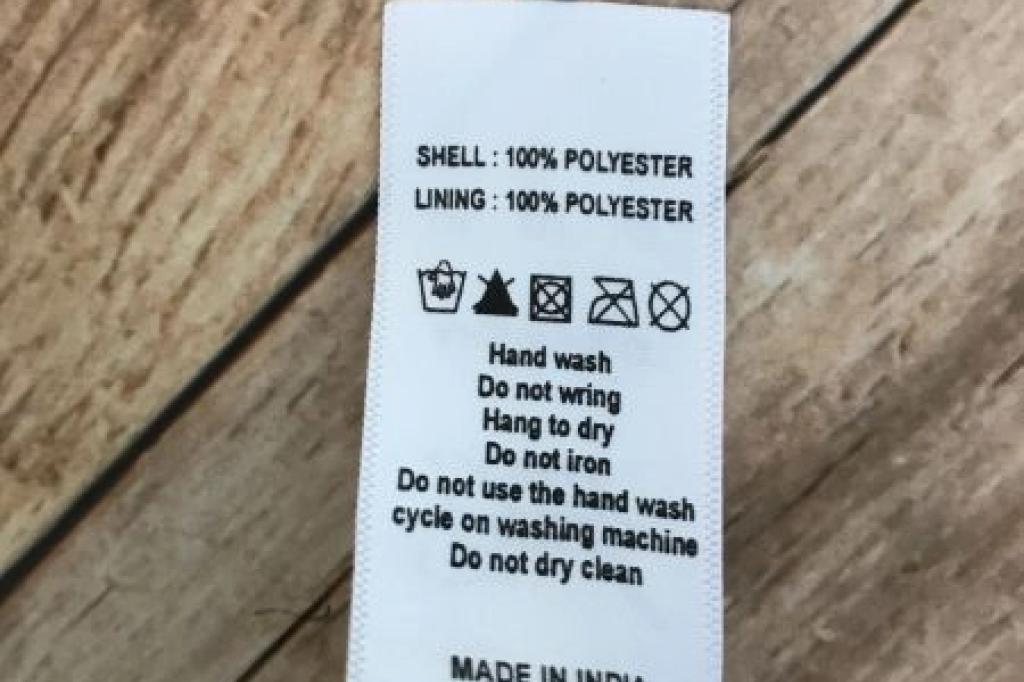 SHELL : 100% POLYESTER
LINING : 100% POLYESTER
Hand wash
Do not wring
Hang to dry
Do not iron
Do not use the hand wash
cycle on washing machine
Do not dry clean
MADE IN INDIA